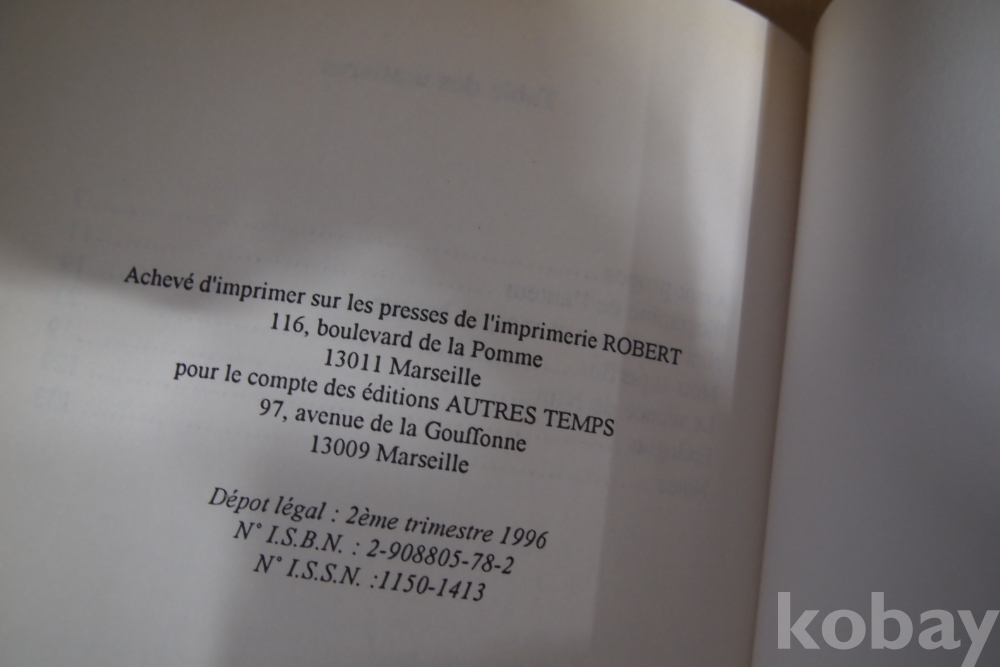 Achevé d'imprimer sur les presses de l'imprimerie ROBERT
116, boulevard de la Pomme
13011 Marseille
pour le compte des éditions AUTRES TEMPS
97, avenue de la Gouffonne
13009 Marseille
Dépot légal : 2ème trimestre 1996
N° I.S.B.N. : 2-908805-78-2
N° I.S.S.N. :1150-1413
kobay